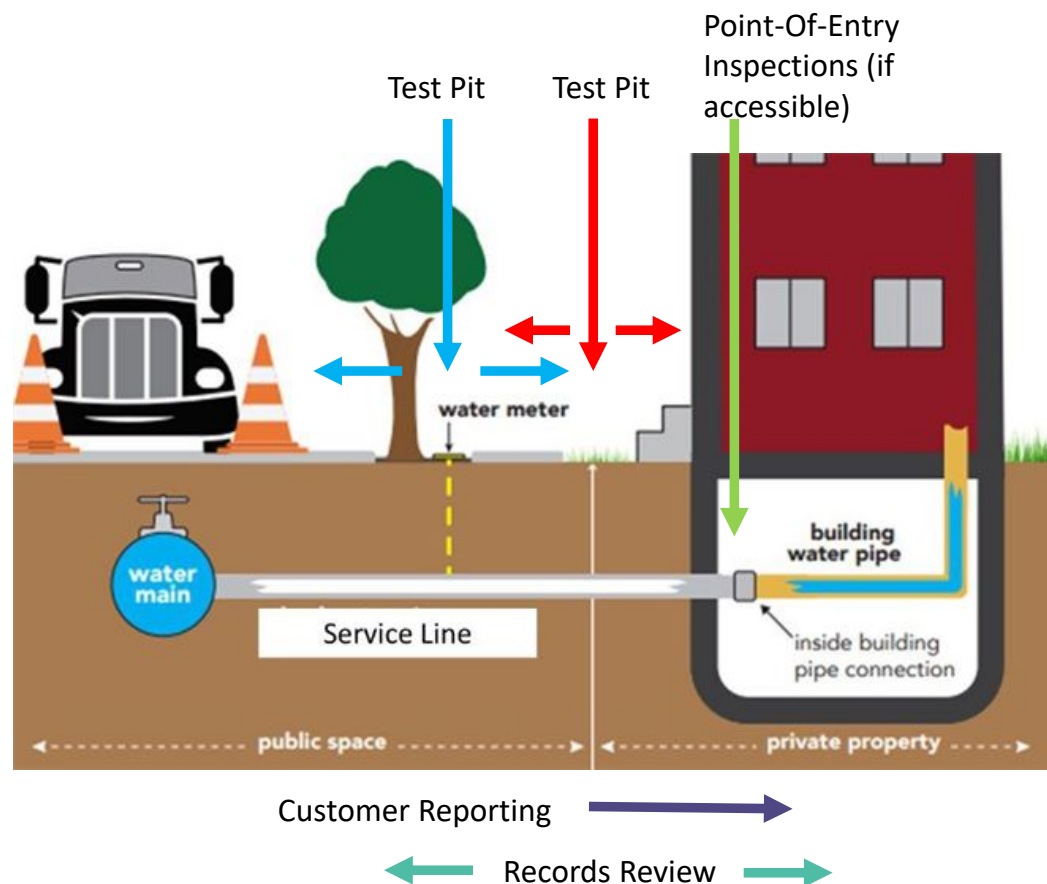 Point-Of-Entry
Inspections (if
accessible)
Test Pit
Test Pit
water meter
water
main
building
water pipe
Service Line
inside building
pipe connection
public space
private property
Customer Reporting
Records Review